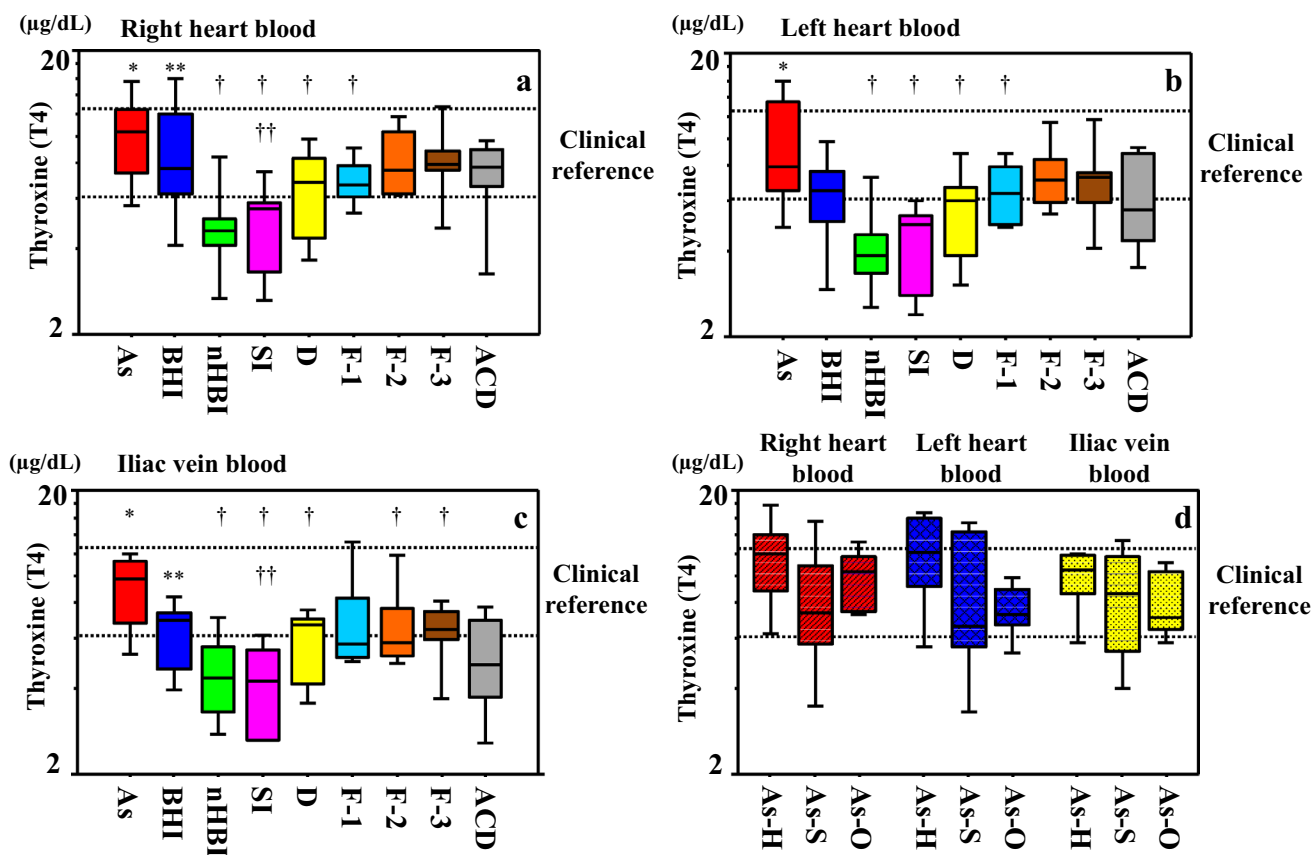 (µg/dL)
Right heart blood
20
* ** † † † †
††
a
Thyroxine (T4)
Clinical
reference
2
As
BHI
nHBI
SI
D
F-1
F-2
F-3
ACD
(µg/dL)
Left heart blood
20
* † † † †
b
Thyroxine (T4)
Clinical
reference
2
As
BHI
nHBI
SI
D
F-1
F-2
F-3
ACD
(µg/dL)
Iliac vein blood
20
* † † † † †
** ††
c
Thyroxine (T4)
Clinical
reference
2
As
BHI
nHBI
SI
D
F-1
F-2
F-3
ACD
(µg/dL)
Right heart
blood
Left heart
blood
Iliac vein
blood
20
d
Thyroxine (T4)
Clinical
reference
2
As-H
As-S
As-O
As-H
As-S
As-O
As-H
As-S
As-O